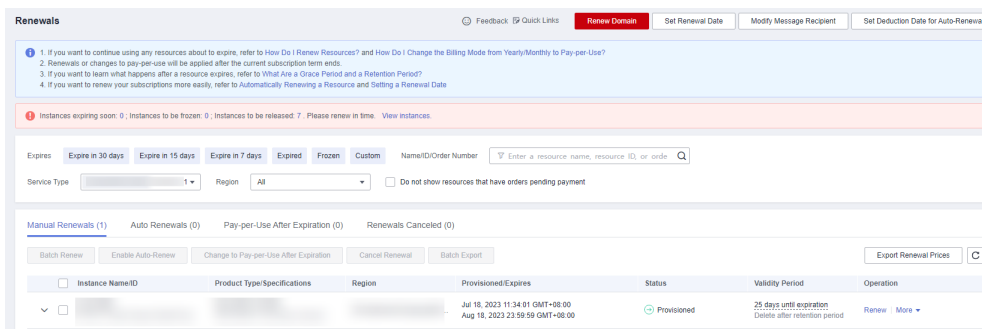 Renewals
Feedback Quick Links Renew Domain Set Renewal Date Modify Message Recipient Set Deduction Date for Auto-Renewa
1. If you want to continue using any resources about to expire, refer to How Do I Renew Resources? and How Do I Change the Billing Mode from Yearly/Monthly to Pay-per-Use?
2. Renewals or changes to pay-per-use will be applied after the current subscription term ends.
3. If you want to learn what happens after a resource expires, refer to What Are a Grace Period and a Retention Period?
4. If you want to renew your subscriptions more easily, refer to Automatically Renewing a Resource and Setting a Renewal Date
Instances expiring soon: 0 ; Instances to be frozen: 0 ; Instances to be released: 7 . Please renew in time. View instances.
Expires Expire in 30 days Expire in 15 days Expire in 7 days Expired Frozen Custom Name/ID/Order Number Enter a resource name, resource ID, or orde
Service Type 1 Region All Do not show resources that have orders pending payment
Manual Renewals (1) Auto Renewals (0) Pay-per-Use After Expiration (0) Renewals Canceled (0)
Batch Renew Enable Auto-Renew Change to Pay-per-Use After Expiration Cancel Renewal Batch Export Export Renewal Prices
Instance Name/ID Product Type/Specifications Region Provisioned/Expires Status Validity Period Operation
Jul 18, 2023 11:34:01 GMT+08:00 Provisioned 25 days until expiration Renew More
Aug 18, 2023 23:59:59 GMT+08:00 Delete after retention period